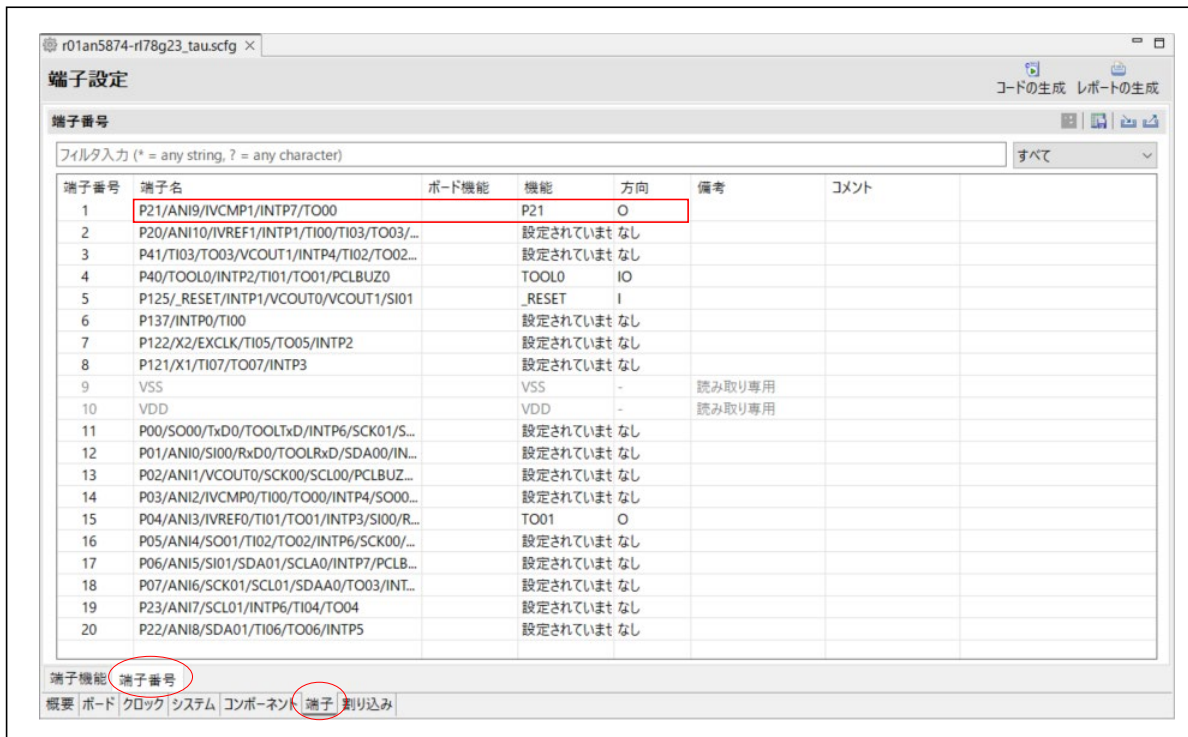 r01an5874-rl78g23_tau.scfg ×
端子設定
コードの生成 レポートの生成
端子番号
フィルタ入力 (* = any string, ? = any character) すべて
端子番号 端子名 ボード機能 機能 方向 備考 コメント
1 P21/ANI9/IVCMP1/INTP7/TO00 P21 O
2 P20/ANI10/IVREF1/INTP1/TI00/TI03/TO03/... 設定されていませ なし
3 P41/TI03/TO03/VCOUT1/INTP4/TI02/TO02... 設定されていませ なし
4 P40/TOOL0/INTP2/TI01/TO01/PCLBUZ0 TOOL0 IO
5 P125/_RESET/INTP1/VCOUT0/VCOUT1/SI01 _RESET I
6 P137/INTP0/TI00 設定されていませ なし
7 P122/X2/EXCLK/TI05/TO05/INTP2 設定されていませ なし
8 P121/X1/TI07/TO07/INTP3 設定されていませ なし
9 VSS VSS - 読み取り専用
10 VDD VDD - 読み取り専用
11 P00/SO00/TxD0/TOOLTxD/INTP6/SCK01/S... 設定されていませ なし
12 P01/ANI0/SI00/RxD0/TOOLRxD/SDA00/IN... 設定されていませ なし
13 P02/ANI1/VCOUT0/SCK00/SCL00/PCLBUZ... 設定されていませ なし
14 P03/ANI2/IVCMP0/TI00/TO00/INTP4/SO00... 設定されていませ なし
15 P04/ANI3/IVREF0/TI01/TO01/INTP3/SI00/R... TO01 O
16 P05/ANI4/SO01/TI02/TO02/INTP6/SCK00/... 設定されていませ なし
17 P06/ANI5/SI01/SDA01/SCLA0/INTP7/PCLB... 設定されていませ なし
18 P07/ANI6/SCK01/SCL01/SDAA0/TO03/INT... 設定されていませ なし
19 P23/ANI7/SCL01/INTP6/TI04/TO04 設定されていませ なし
20 P22/ANI8/SDA01/TI06/TO06/INTP5 設定されていませ なし
端子機能 端子番号
概要 ボード クロック システム コンポーネント 端子 割り込み